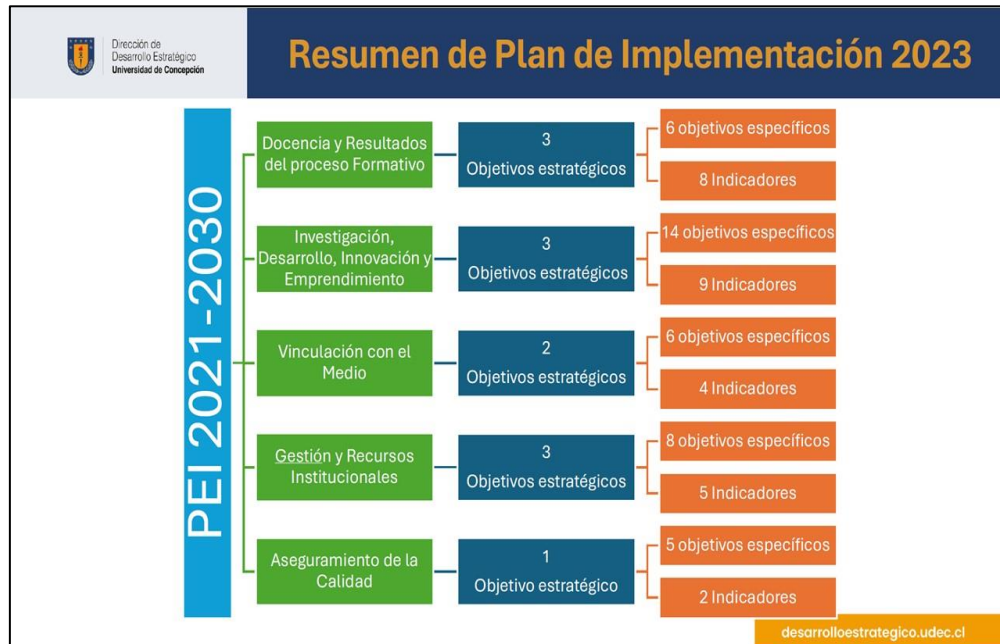 Dirección de
Desarrollo Estratégico
Universidad de Concepción
Resumen de Plan de Implementación 2023
PEI 2021-2030
Docencia y Resultados
del proceso Formativo
3
Objetivos estratégicos
6 objetivos específicos
8 Indicadores
Investigación,
Desarrollo, Innovación y
Emprendimiento
3
Objetivos estratégicos
14 objetivos específicos
9 Indicadores
Vinculación con el
Medio
2
Objetivos estratégicos
6 objetivos específicos
4 Indicadores
Gestión y Recursos
Institucionales
3
Objetivos estratégicos
8 objetivos específicos
5 Indicadores
Aseguramiento de la
Calidad
1
Objetivo estratégico
5 objetivos específicos
2 Indicadores
desarrolloestrategico.udec.cl